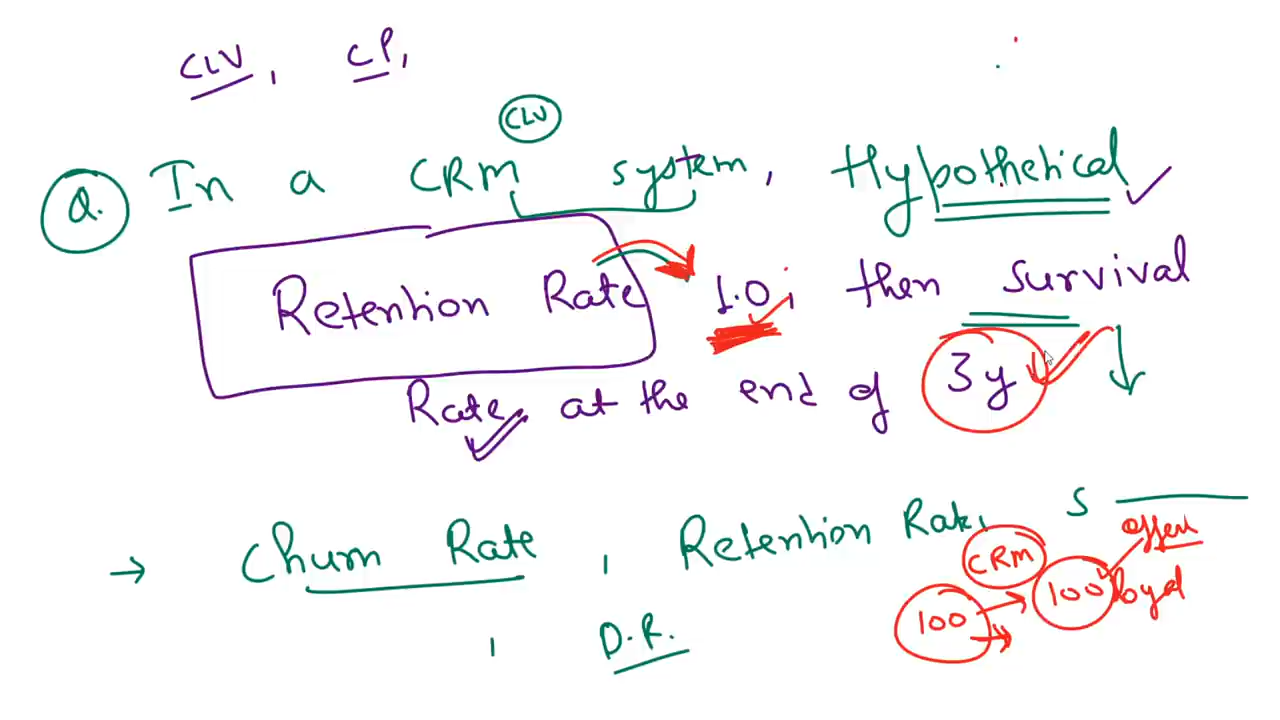 CLV, CP,
CLV
Q. In a CRM system, Hypothetical
Retention Rate 1.0, then survival
Rate at the end of 3y
→ Churn Rate, Retention Rate, S
CRM offer
100 → 100 loyal
, D.R.